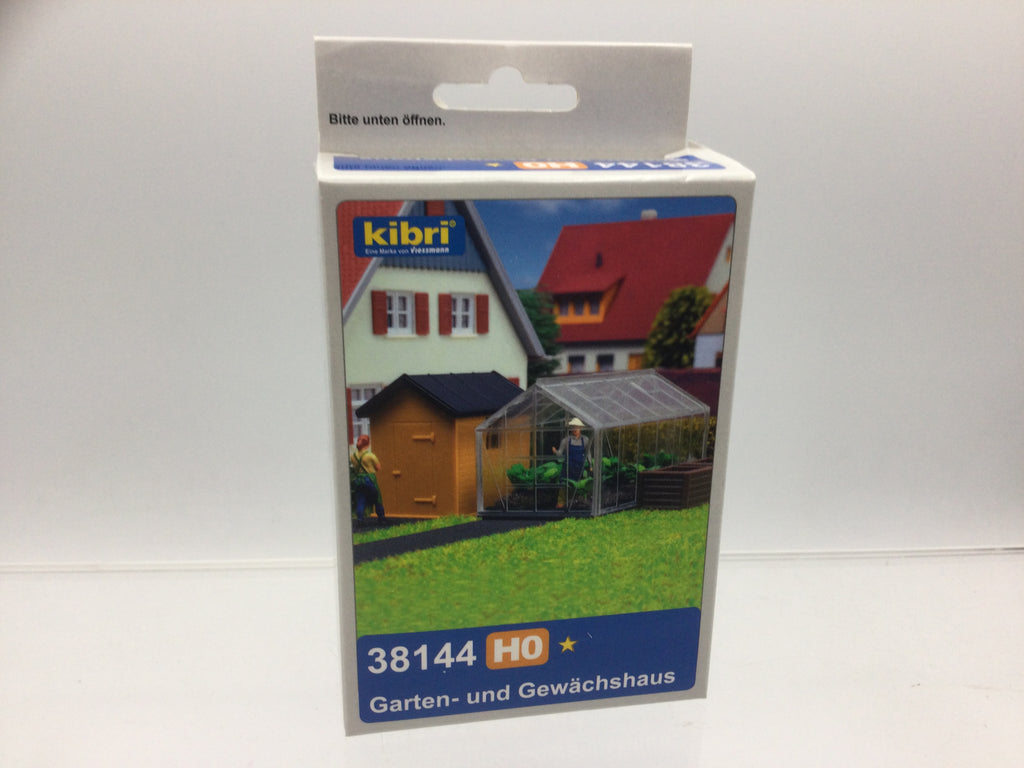 Bitte unten öffnen.
38144 H0
kibri
Eine Marke von Viessmann
38144 H0
Garten- und Gewächshaus